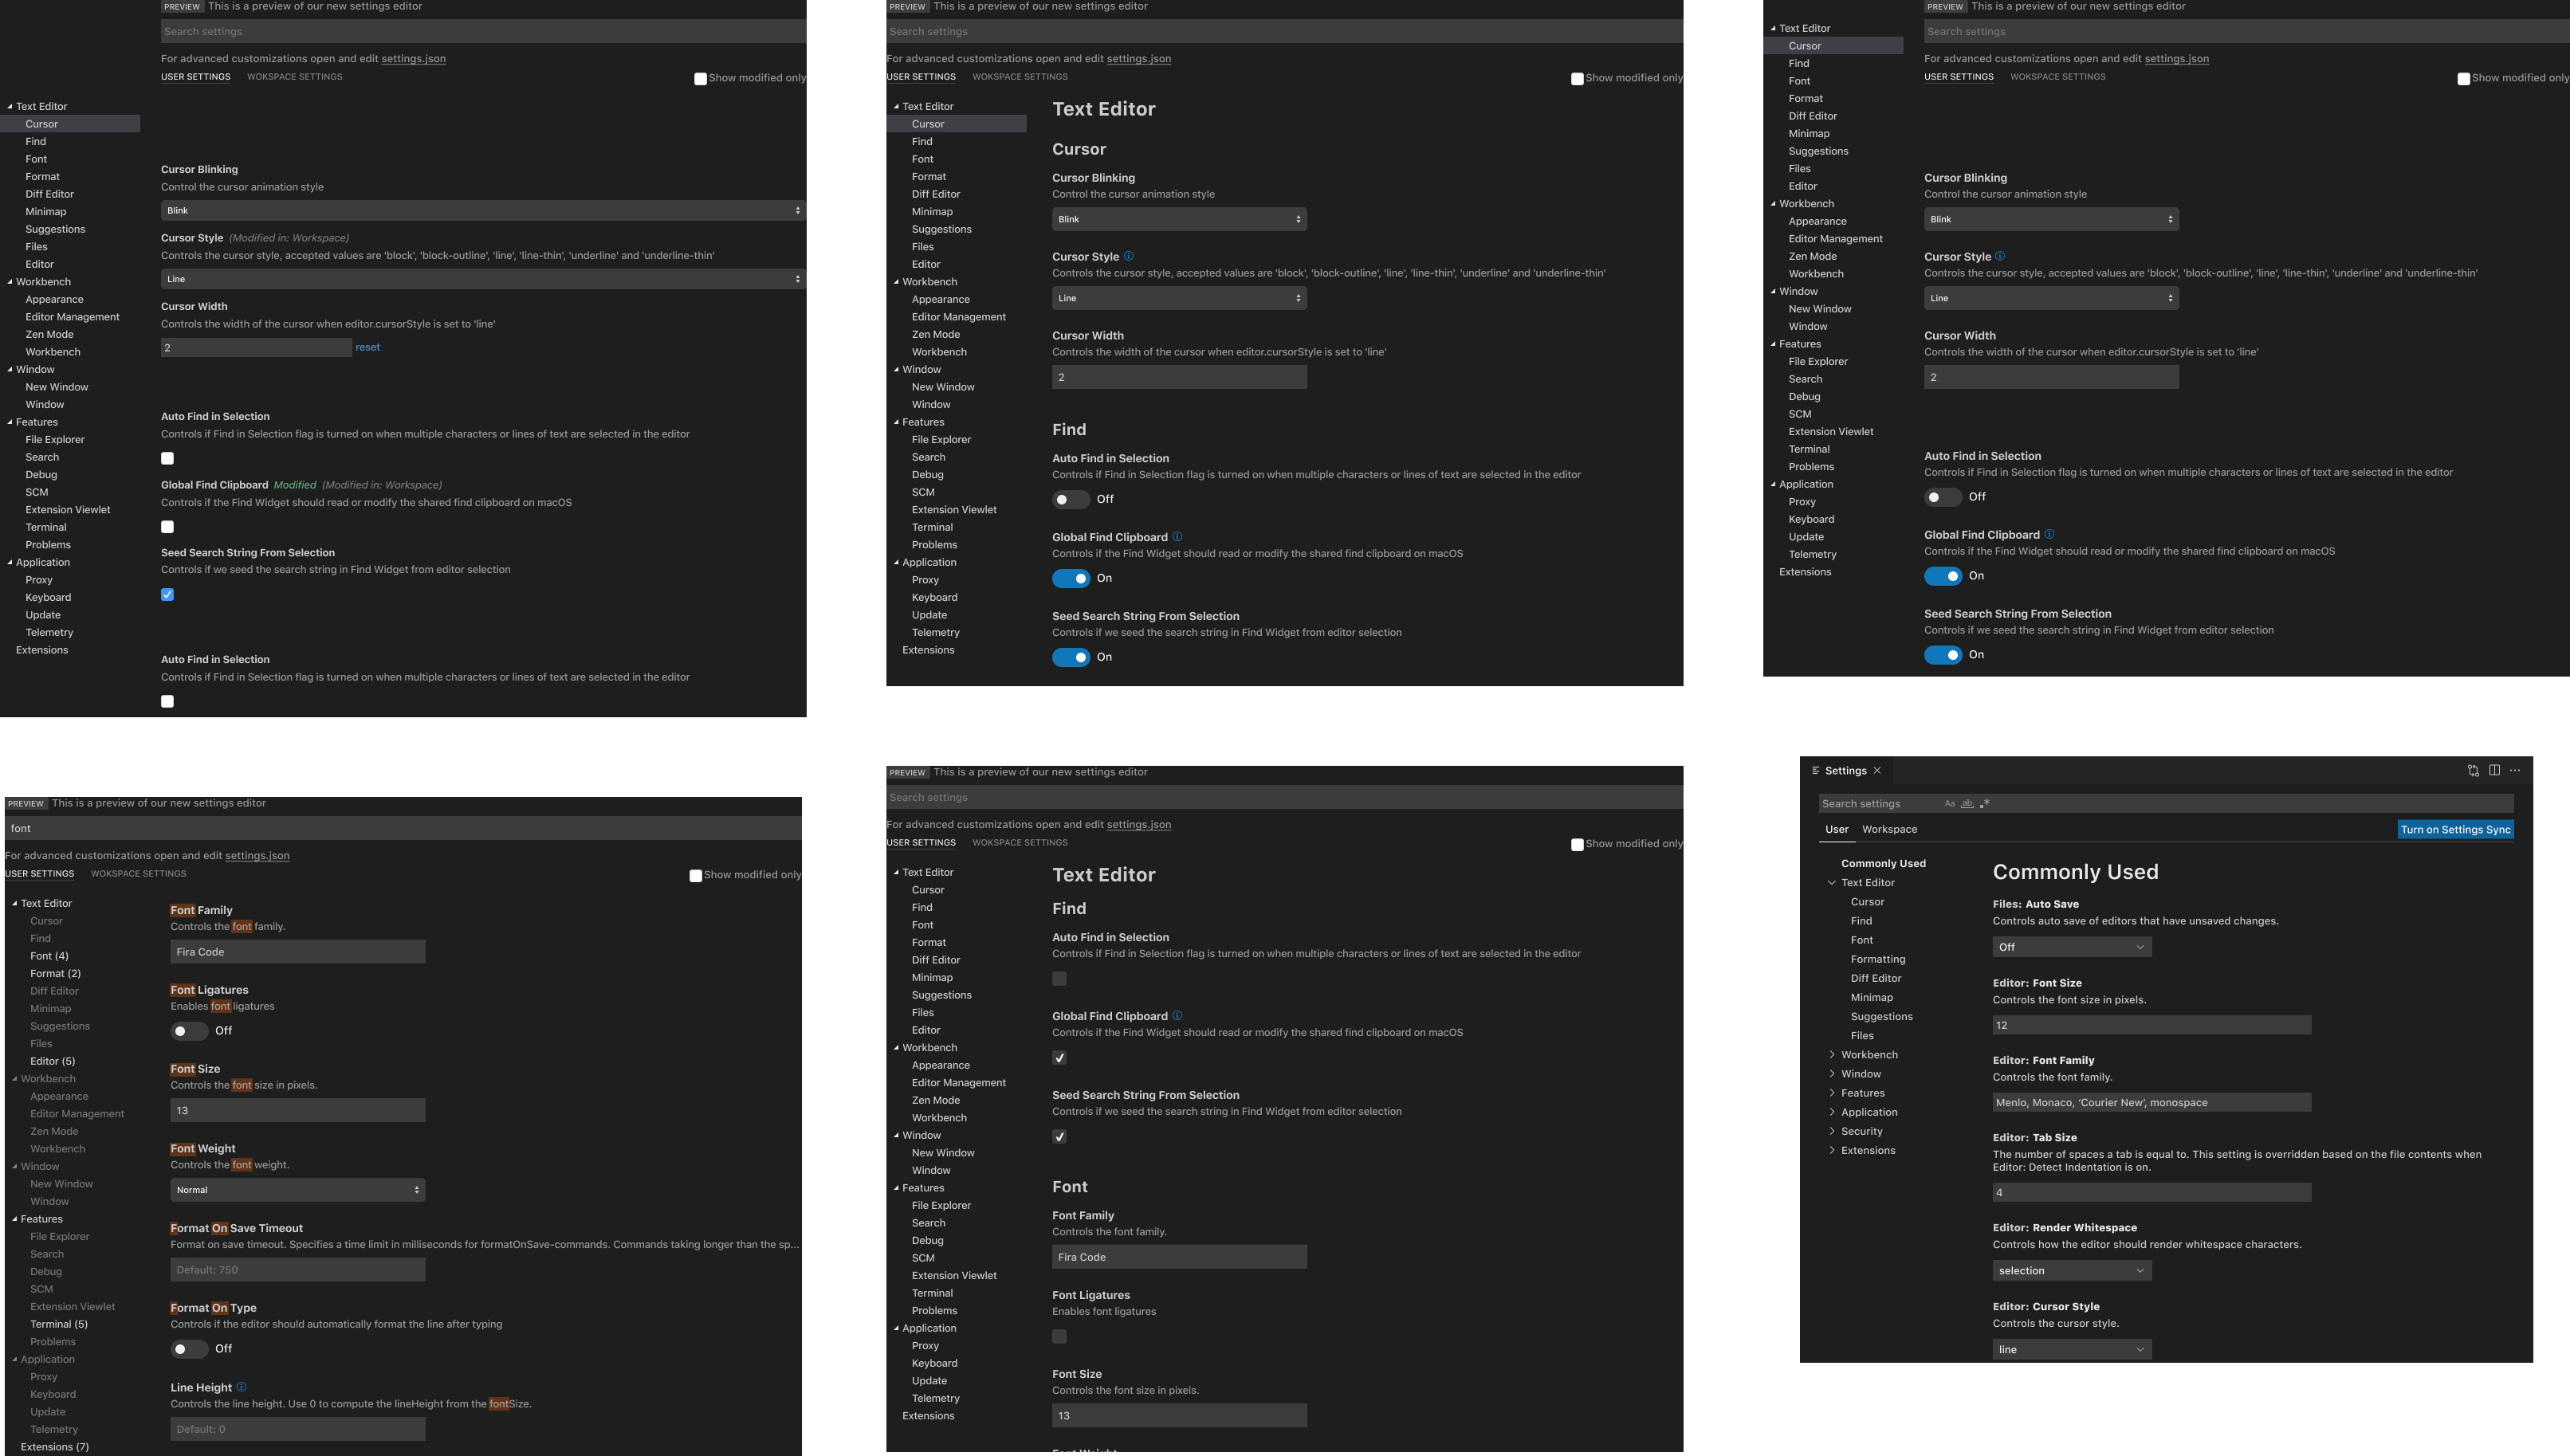 PREVIEW This is a preview of our new settings editor
Search settings
For advanced customizations open and edit settings.json
USER SETTINGS WOKSPACE SETTINGS
Show modified only
Text Editor
Cursor
Find
Font
Format
Diff Editor
Minimap
Suggestions
Files
Editor
Workbench
Appearance
Editor Management
Zen Mode
Workbench
Window
New Window
Window
Features
File Explorer
Search
Debug
SCM
Extension Viewlet
Terminal
Problems
Application
Proxy
Keyboard
Update
Telemetry
Extensions
Cursor Blinking
Control the cursor animation style
Blink
Cursor Style (Modified in: Workspace)
Controls the cursor style, accepted values are 'block', 'block-outline', 'line', 'line-thin', 'underline' and 'underline-thin'
Line
Cursor Width
Controls the width of the cursor when editor.cursorStyle is set to 'line'
2 reset
Auto Find in Selection
Controls if Find in Selection flag is turned on when multiple characters or lines of text are selected in the editor
Global Find Clipboard Modified (Modified in: Workspace)
Controls if the Find Widget should read or modify the shared find clipboard on macOS
Seed Search String From Selection
Controls if we seed the search string in Find Widget from editor selection
Auto Find in Selection
Controls if Find in Selection flag is turned on when multiple characters or lines of text are selected in the editor
PREVIEW This is a preview of our new settings editor
Search settings
For advanced customizations open and edit settings.json
USER SETTINGS WOKSPACE SETTINGS
Show modified only
Text Editor
Cursor
Find
Font
Format
Diff Editor
Minimap
Suggestions
Files
Editor
Workbench
Appearance
Editor Management
Zen Mode
Workbench
Window
New Window
Window
Features
File Explorer
Search
Debug
SCM
Extension Viewlet
Terminal
Problems
Application
Proxy
Keyboard
Update
Telemetry
Extensions
Text Editor
Cursor
Cursor Blinking
Control the cursor animation style
Blink
Cursor Style
Controls the cursor style, accepted values are 'block', 'block-outline', 'line', 'line-thin', 'underline' and 'underline-thin'
Line
Cursor Width
Controls the width of the cursor when editor.cursorStyle is set to 'line'
2
Find
Auto Find in Selection
Controls if Find in Selection flag is turned on when multiple characters or lines of text are selected in the editor
Off
Global Find Clipboard
Controls if the Find Widget should read or modify the shared find clipboard on macOS
On
Seed Search String From Selection
Controls if we seed the search string in Find Widget from editor selection
On
PREVIEW This is a preview of our new settings editor
Search settings
For advanced customizations open and edit settings.json
USER SETTINGS WOKSPACE SETTINGS
Show modified only
Text Editor
Cursor
Find
Font
Format
Diff Editor
Minimap
Suggestions
Files
Editor
Workbench
Appearance
Editor Management
Zen Mode
Workbench
Window
New Window
Window
Features
File Explorer
Search
Debug
SCM
Extension Viewlet
Terminal
Problems
Application
Proxy
Keyboard
Update
Telemetry
Extensions
Cursor Blinking
Control the cursor animation style
Blink
Cursor Style
Controls the cursor style, accepted values are 'block', 'block-outline', 'line', 'line-thin', 'underline' and 'underline-thin'
Line
Cursor Width
Controls the width of the cursor when editor.cursorStyle is set to 'line'
2
Auto Find in Selection
Controls if Find in Selection flag is turned on when multiple characters or lines of text are selected in the editor
Off
Global Find Clipboard
Controls if the Find Widget should read or modify the shared find clipboard on macOS
On
Seed Search String From Selection
Controls if we seed the search string in Find Widget from editor selection
On
PREVIEW This is a preview of our new settings editor
font
For advanced customizations open and edit settings.json
USER SETTINGS WOKSPACE SETTINGS
Show modified only
Text Editor
Cursor
Find
Font (4)
Format (2)
Diff Editor
Minimap
Suggestions
Files
Editor (5)
Workbench
Appearance
Editor Management
Zen Mode
Workbench
Window
New Window
Window
Features
File Explorer
Search
Debug
SCM
Extension Viewlet
Terminal (5)
Problems
Application
Proxy
Keyboard
Update
Telemetry
Extensions (7)
Font Family
Controls the font family.
Fira Code
Font Ligatures
Enables font ligatures
Off
Font Size
Controls the font size in pixels.
13
Font Weight
Controls the font weight.
Normal
Format On Save Timeout
Format on save timeout. Specifies a time limit in milliseconds for formatOnSave-commands. Commands taking longer than the sp...
Default: 750
Format On Type
Controls if the editor should automatically format the line after typing
Off
Line Height
Controls the line height. Use 0 to compute the lineHeight from the fontSize.
Default: 0
PREVIEW This is a preview of our new settings editor
Search settings
For advanced customizations open and edit settings.json
USER SETTINGS WOKSPACE SETTINGS
Show modified only
Text Editor
Cursor
Find
Font
Format
Diff Editor
Minimap
Suggestions
Files
Editor
Workbench
Appearance
Editor Management
Zen Mode
Workbench
Window
New Window
Window
Features
File Explorer
Search
Debug
SCM
Extension Viewlet
Terminal
Problems
Application
Proxy
Keyboard
Update
Telemetry
Extensions
Text Editor
Find
Auto Find in Selection
Controls if Find in Selection flag is turned on when multiple characters or lines of text are selected in the editor
Global Find Clipboard
Controls if the Find Widget should read or modify the shared find clipboard on macOS
Seed Search String From Selection
Controls if we seed the search string in Find Widget from editor selection
Font
Font Family
Controls the font family.
Fira Code
Font Ligatures
Enables font ligatures
Font Size
Controls the font size in pixels.
13
Settings
Search settings Aa ab .*
User Workspace
Turn on Settings Sync
Commonly Used
Text Editor
Cursor
Find
Font
Formatting
Diff Editor
Minimap
Suggestions
Files
Workbench
Window
Features
Application
Security
Extensions
Commonly Used
Files: Auto Save
Controls auto save of editors that have unsaved changes.
Off
Editor: Font Size
Controls the font size in pixels.
12
Editor: Font Family
Controls the font family.
Menlo, Monaco, ‘Courier New’, monospace
Editor: Tab Size
The number of spaces a tab is equal to. This setting is overridden based on the file contents when
Editor: Detect Indentation is on.
4
Editor: Render Whitespace
Controls how the editor should render whitespace characters.
selection
Editor: Cursor Style
Controls the cursor style.
line